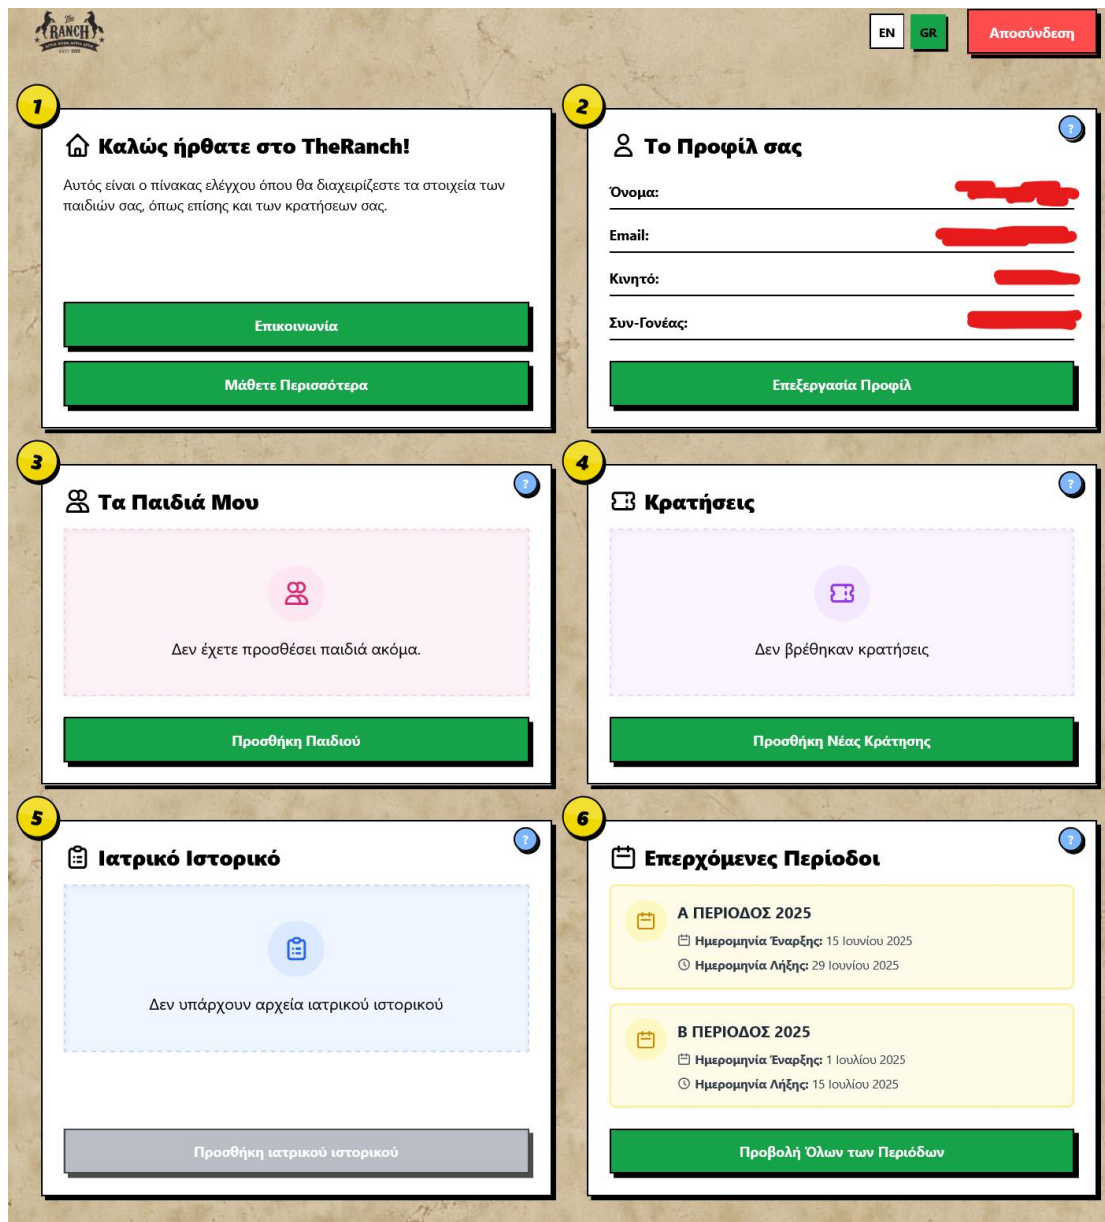 The
RANCH
EN
GR
Αποσύνδεση
1
Καλώς ήρθατε στο TheRanch!
Αυτός είναι ο πίνακας ελέγχου όπου θα διαχειρίζεστε τα στοιχεία των
παιδιών σας, όπως επίσης και των κρατήσεων σας.
Επικοινωνία
Μάθετε Περισσότερα
2
?
Το Προφίλ σας
Όνομα:
Email:
Κινητό:
Συν-Γονέας:
Επεξεργασία Προφίλ
3
?
Τα Παιδιά Μου
Δεν έχετε προσθέσει παιδιά ακόμα.
Προσθήκη Παιδιού
4
?
Κρατήσεις
Δεν βρέθηκαν κρατήσεις
Προσθήκη Νέας Κράτησης
5
?
Ιατρικό Ιστορικό
Δεν υπάρχουν αρχεία ιατρικού ιστορικού
Προσθήκη ιατρικού ιστορικού
6
?
Επερχόμενες Περίοδοι
Α ΠΕΡΙΟΔΟΣ 2025
Ημερομηνία Έναρξης: 15 Ιουνίου 2025
Ημερομηνία Λήξης: 29 Ιουνίου 2025
Β ΠΕΡΙΟΔΟΣ 2025
Ημερομηνία Έναρξης: 1 Ιουλίου 2025
Ημερομηνία Λήξης: 15 Ιουλίου 2025
Προβολή Όλων των Περιόδων